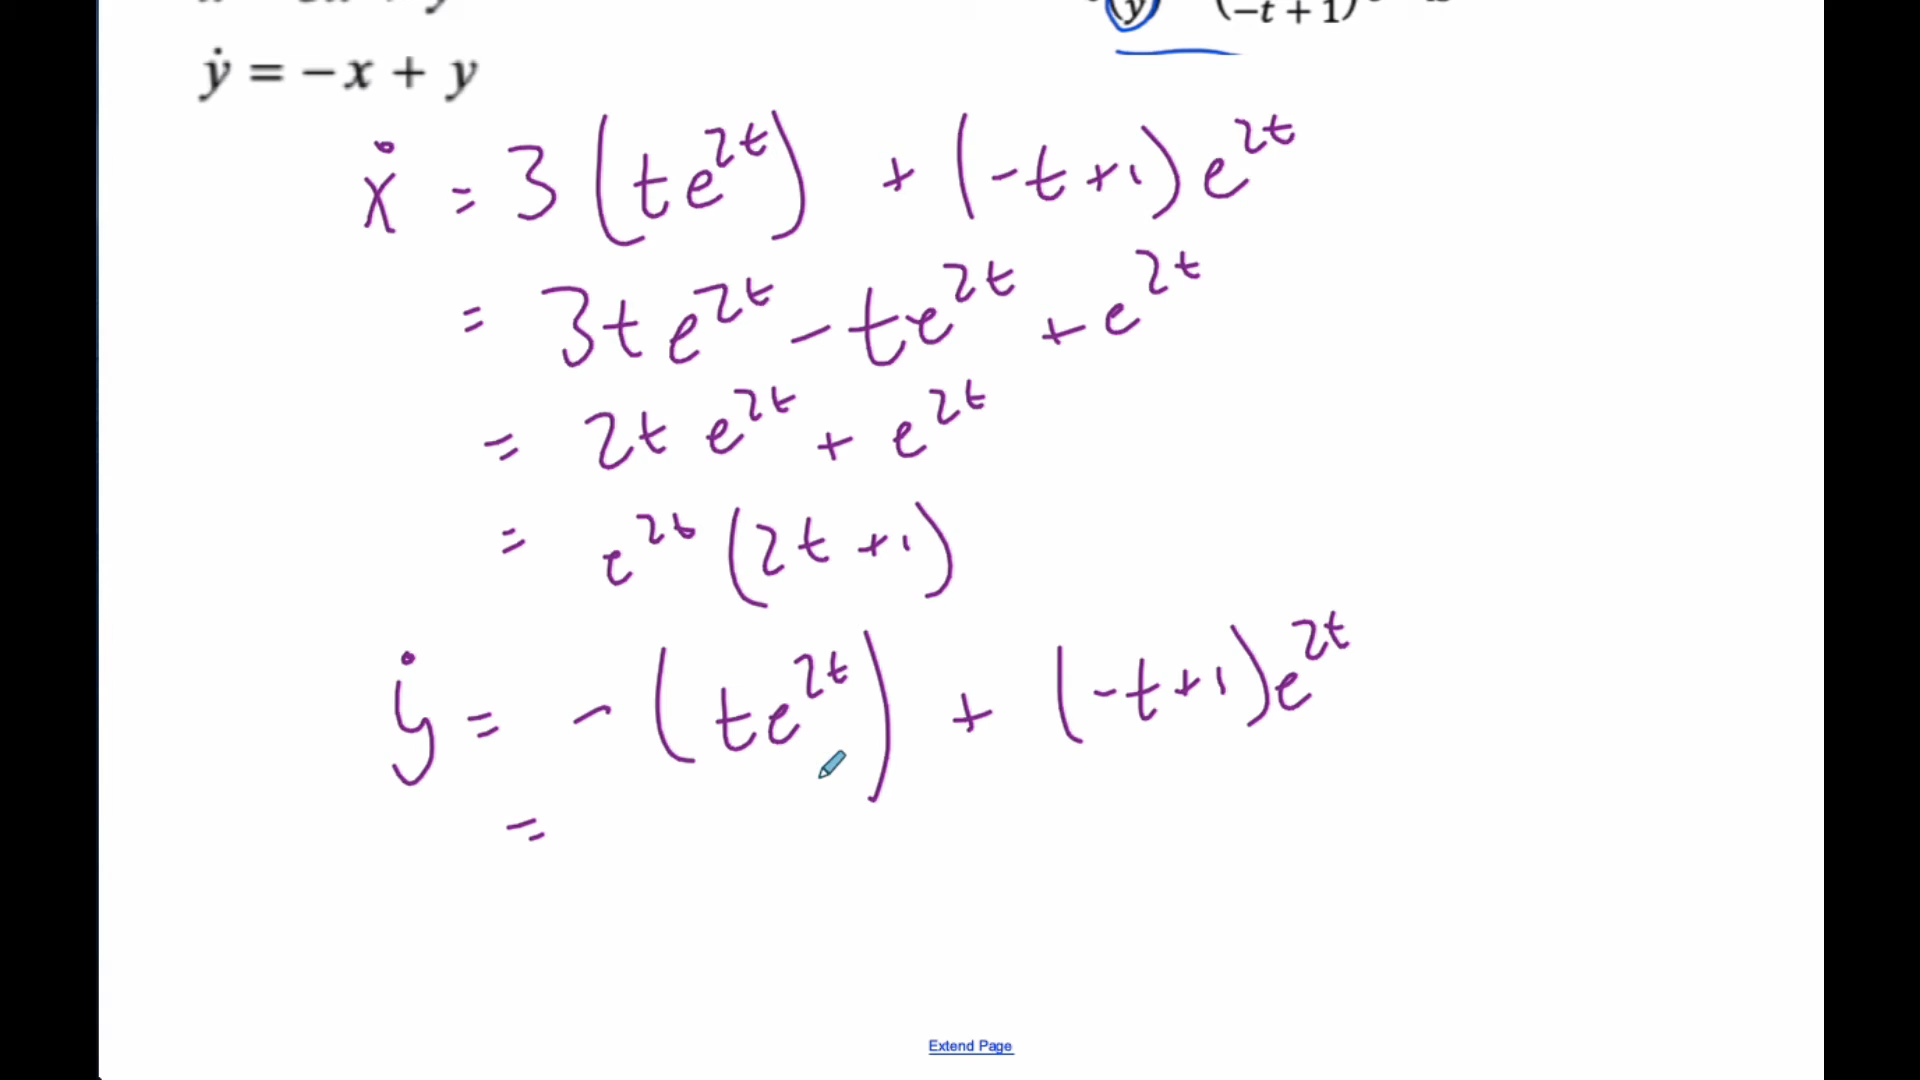 (y) (−t + 1)
ẏ = − x + y
ẋ = 3(te^{2t}) + (-t+1)e^{2t}
= 3te^{2t} - te^{2t} + e^{2t}
= 2te^{2t} + e^{2t}
= e^{2t}(2t+1)
ẏ = -(te^{2t}) + (-t+1)e^{2t}
=
Extend Page